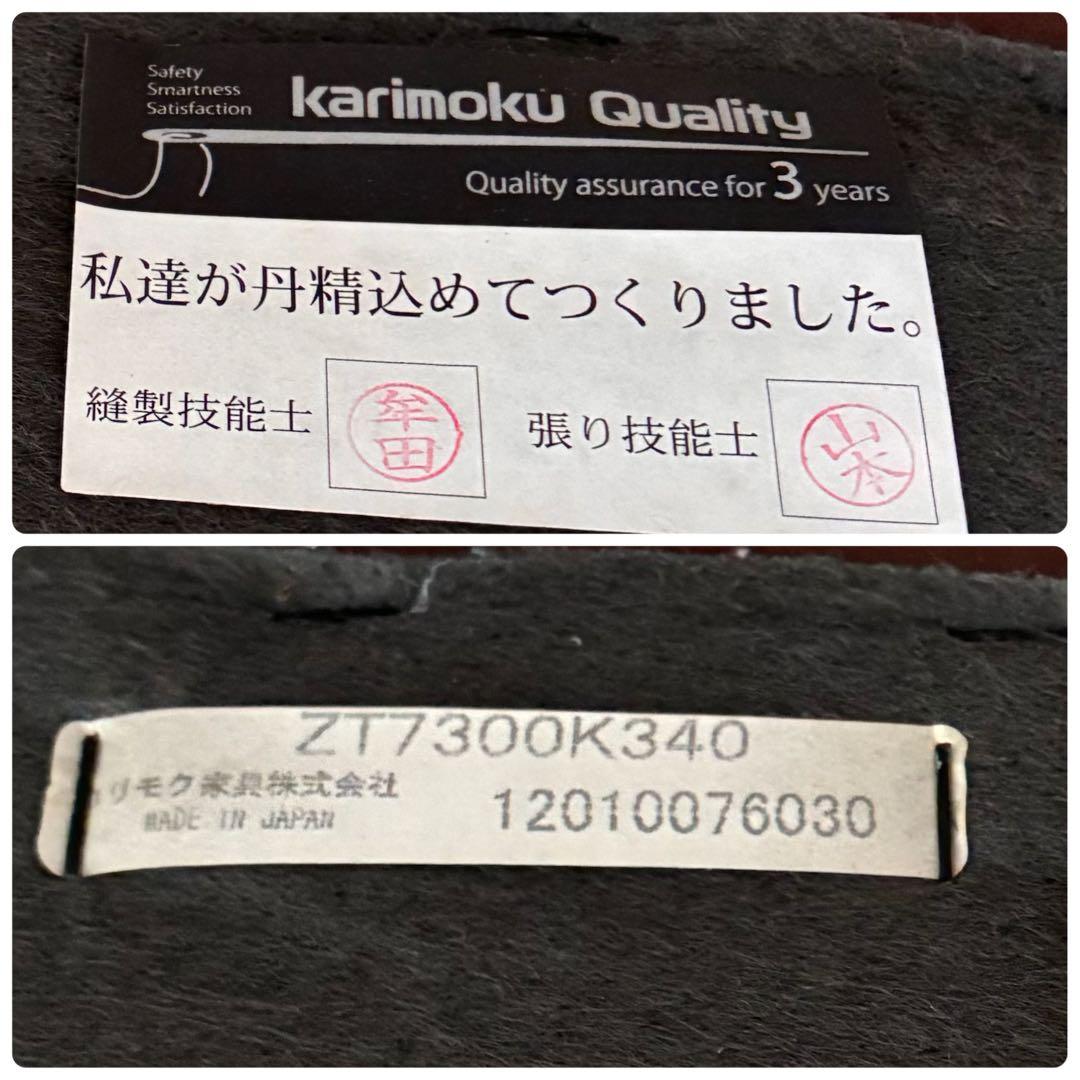 Safety
Smartness
Satisfaction
karimoku Quality
Quality assurance for 3 years
私達が丹精込めてつくりました。
縫製技能士
牟田
張り技能士
山本
ZT7300K340
リモク家具株式会社
MADE IN JAPAN
12010076030